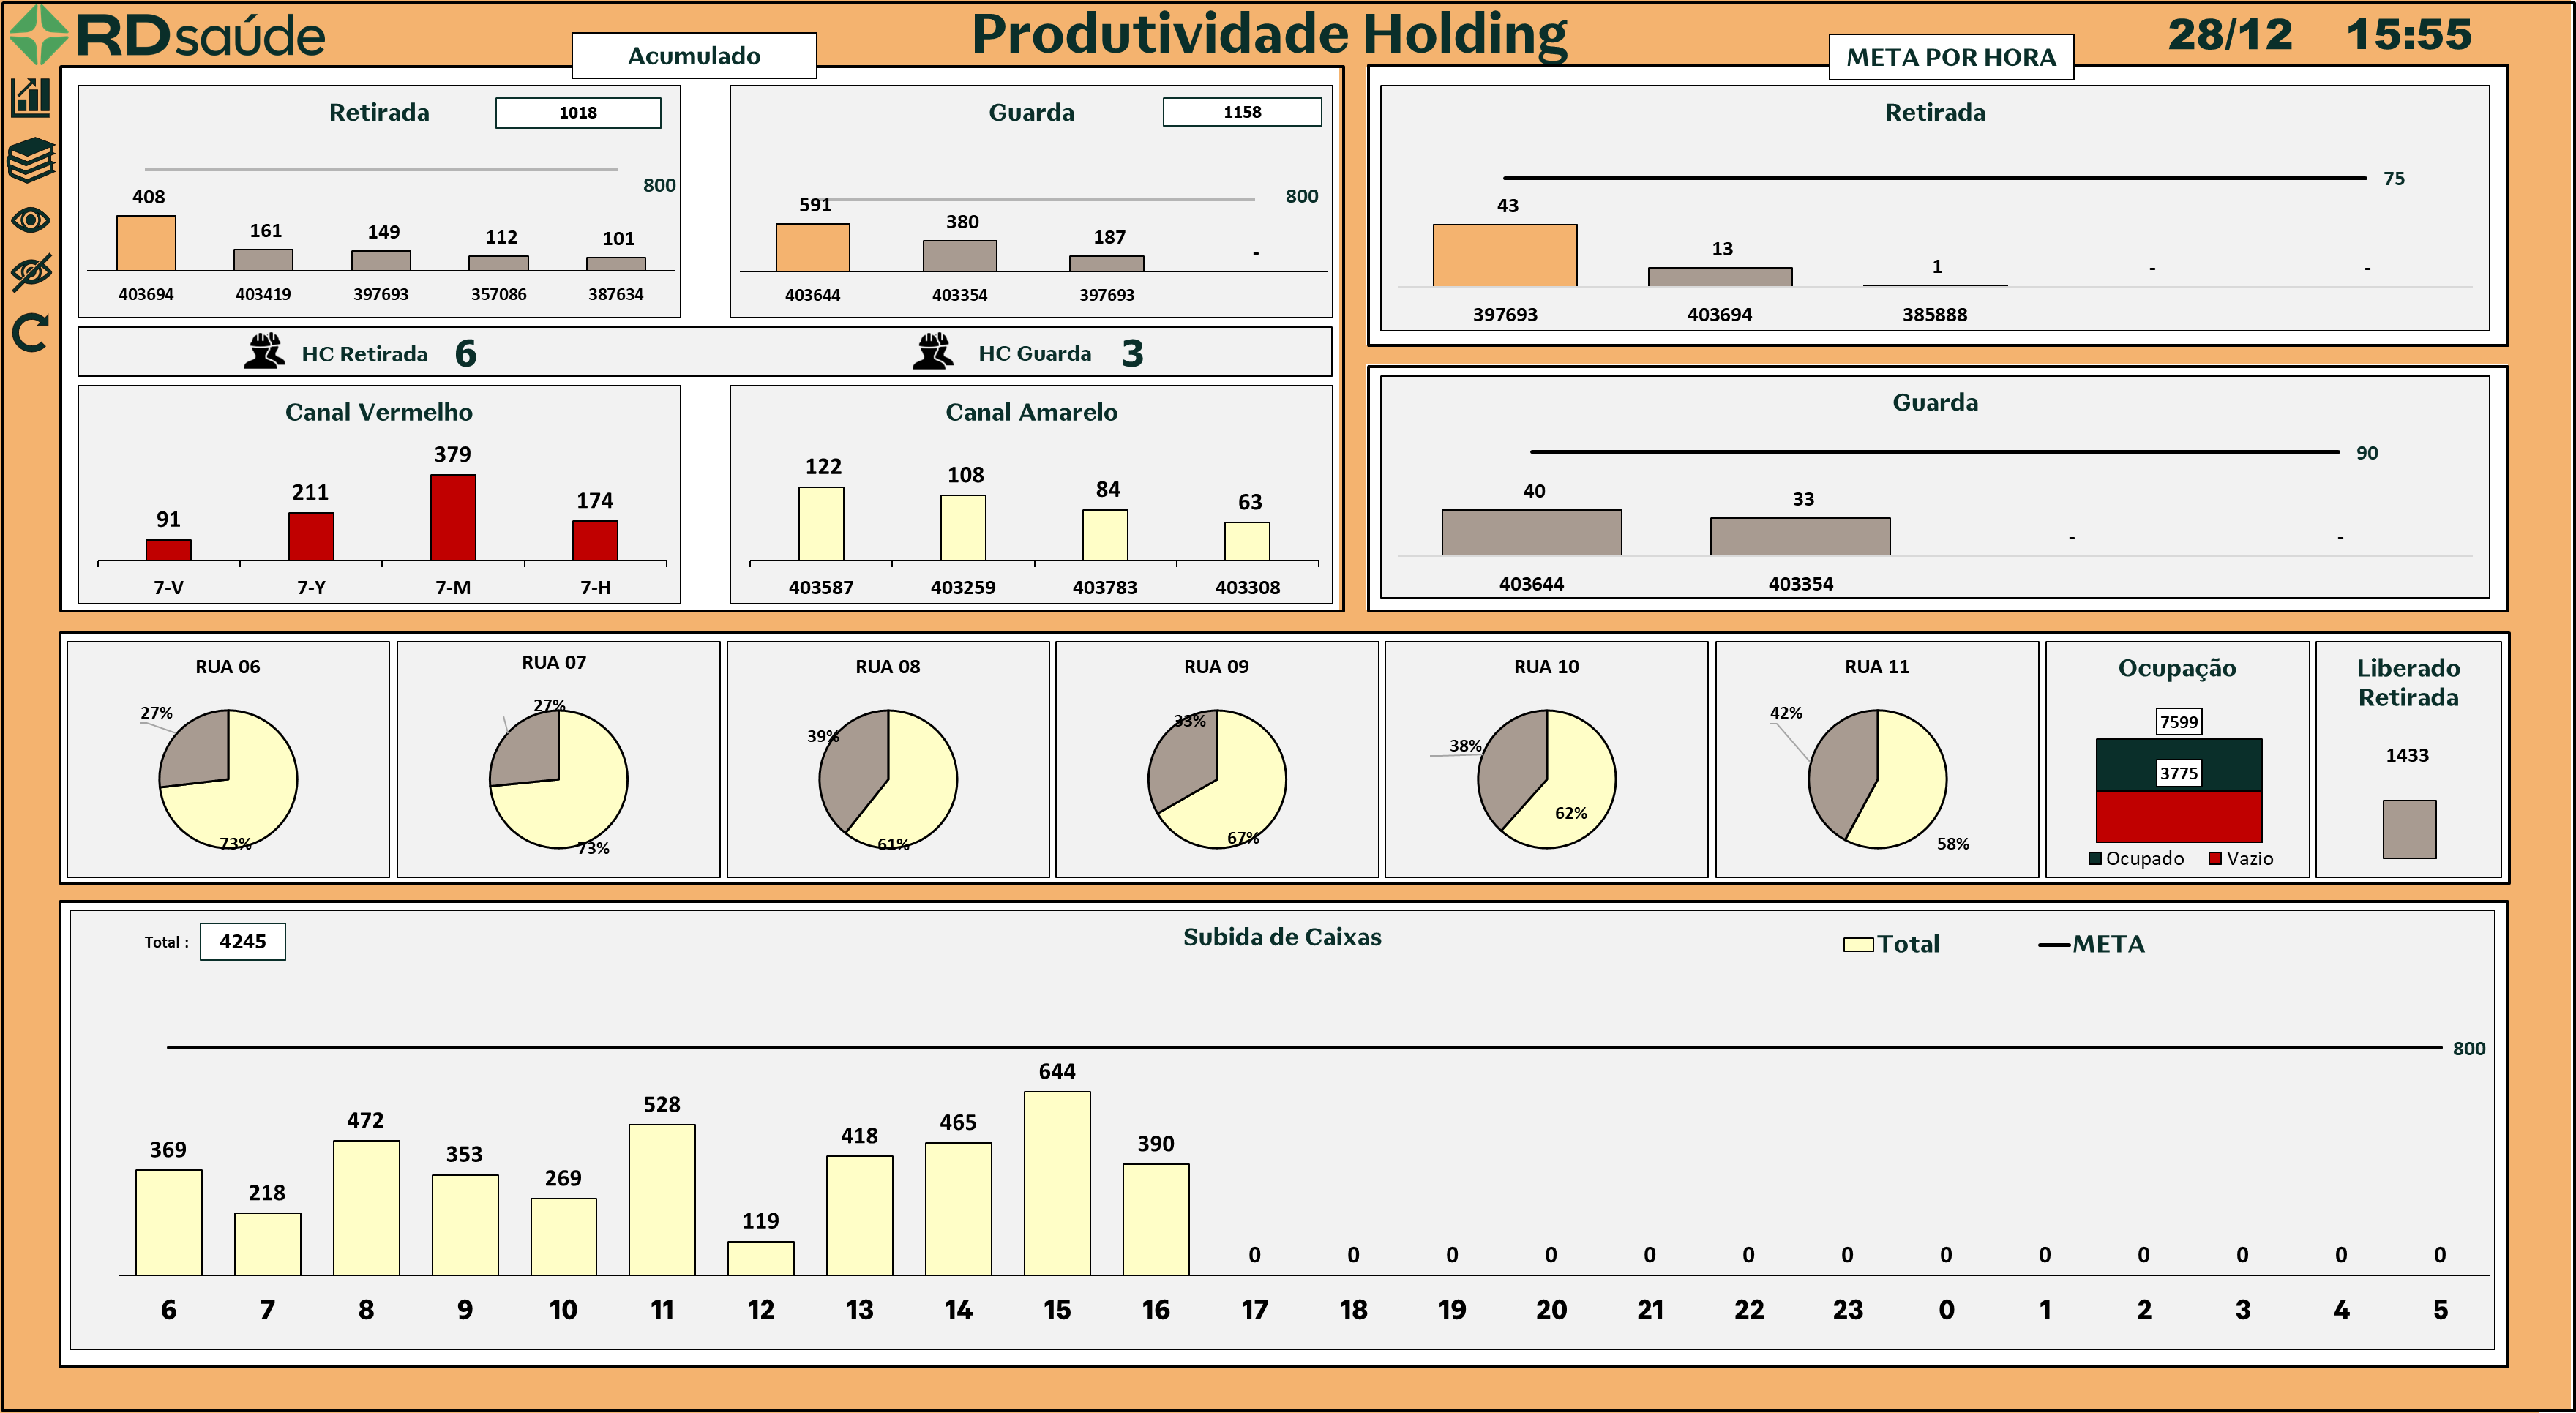 RDsaúde
Produtividade Holding
28/12 15:55
Acumulado
META POR HORA
Retirada 1018
800
408 161 149 112 101
403694 403419 397693 357086 387634
Guarda 1158
800
591 380 187 -
403644 403354 397693
Retirada
75
43 13 1 - -
397693 403694 385888
HC Retirada 6 HC Guarda 3
Canal Vermelho
91 211 379 174
7-V 7-Y 7-M 7-H
Canal Amarelo
122 108 84 63
403587 403259 403783 403308
Guarda
90
40 33 - -
403644 403354
RUA 06
27%
73%
RUA 07
27%
73%
RUA 08
39%
61%
RUA 09
33%
67%
RUA 10
38%
62%
RUA 11
42%
58%
Ocupação
7599
3775
Ocupado Vazio
Liberado
Retirada
1433
Total : 4245
Subida de Caixas
Total META
800
369 218 472 353 269 528 119 418 465 644 390 0 0 0 0 0 0 0 0 0 0 0 0 0
6 7 8 9 10 11 12 13 14 15 16 17 18 19 20 21 22 23 0 1 2 3 4 5